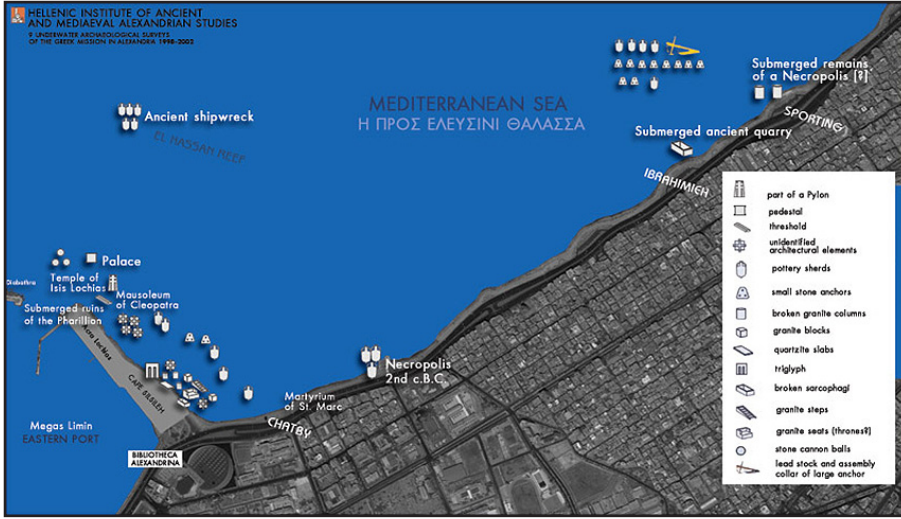 HELLENIC INSTITUTE OF ANCIENT
AND MEDIAEVAL ALEXANDRIAN STUDIES
9 UNDERWATER ARCHAEOLOGICAL SURVEYS
OF THE GREEK MISSION IN ALEXANDRIA 1998-2002
Submerged remains
of a Necropolis [?]
MEDITERRANEAN SEA
Η ΠΡΟΣ ΕΛΕΥΣΙΝΙ ΘΑΛΑΣΣΑ
Ancient shipwreck
EL HASSAN REEF
SPORTING
Submerged ancient quarry
IBRAHIMIEH
Palace
Temple of
Isis Lochias
Diabathra
Mausoleum
of Cleopatra
Submerged ruins
of the Pharillion
Lochias
CAPE SILSILEH
Necropolis
2nd c.B.C.
Martyrium
of St. Marc
CHATBY
Megas Limin
EASTERN PORT
BIBLIOTHECA
ALEXANDRINA
part of a Pylon
pedestal
threshold
unidentified
architectural elements
pottery sherds
small stone anchors
broken granite columns
granite blocks
quartzite slabs
triglyph
broken sarcophagi
granite steps
granite seats (thrones?)
stone cannon balls
lead stock and assembly
collar of large anchor